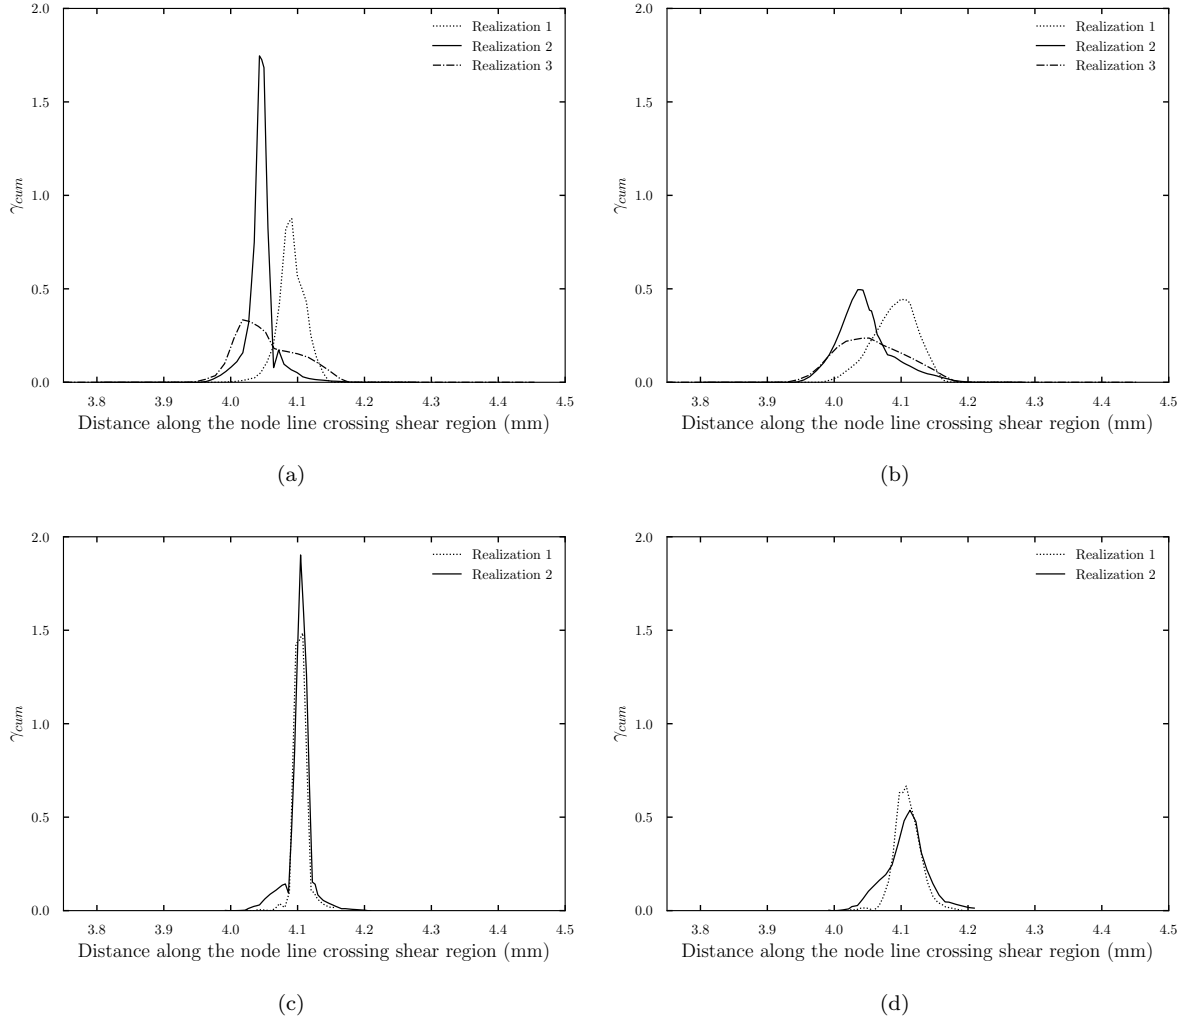 2.0
1.5
1.0
0.5
0.0
γcum
Realization 1
Realization 2
Realization 3
3.8 3.9 4.0 4.1 4.2 4.3 4.4 4.5
Distance along the node line crossing shear region (mm)
(a)
2.0
1.5
1.0
0.5
0.0
γcum
Realization 1
Realization 2
Realization 3
3.8 3.9 4.0 4.1 4.2 4.3 4.4 4.5
Distance along the node line crossing shear region (mm)
(b)
2.0
1.5
1.0
0.5
0.0
γcum
Realization 1
Realization 2
3.8 3.9 4.0 4.1 4.2 4.3 4.4 4.5
Distance along the node line crossing shear region (mm)
(c)
2.0
1.5
1.0
0.5
0.0
γcum
Realization 1
Realization 2
3.8 3.9 4.0 4.1 4.2 4.3 4.4 4.5
Distance along the node line crossing shear region (mm)
(d)